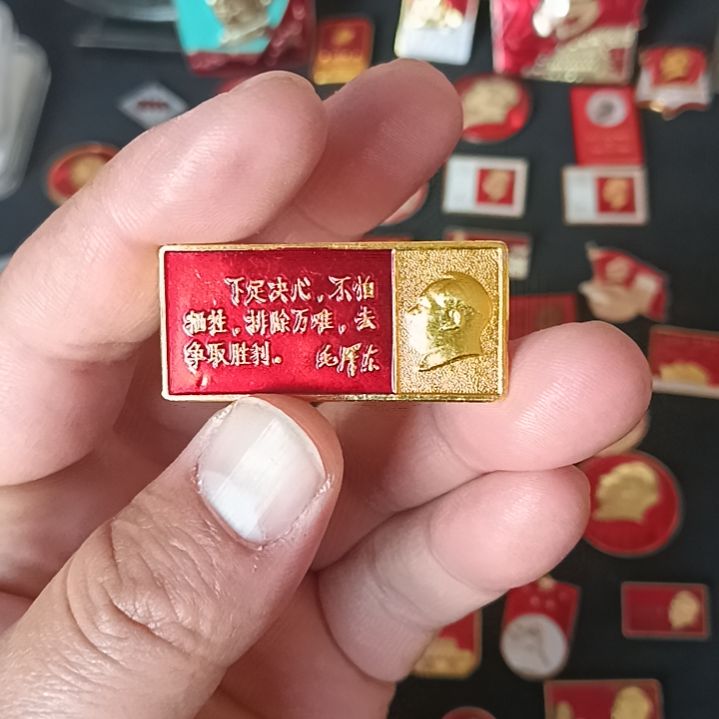 下定决心，不怕
牺牲，排除万难，去
争取胜利。 毛泽东